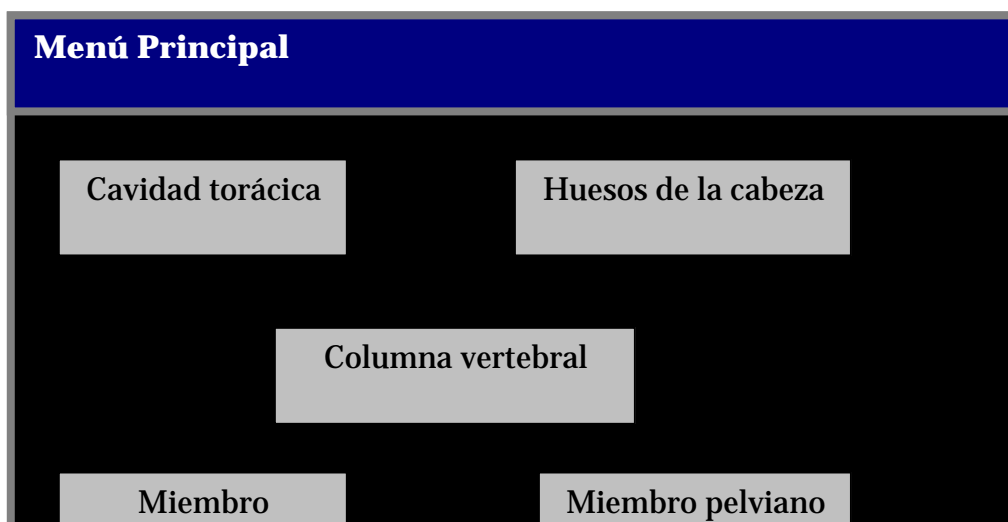 Menú Principal
Cavidad torácica
Huesos de la cabeza
Columna vertebral
Miembro
Miembro pelviano